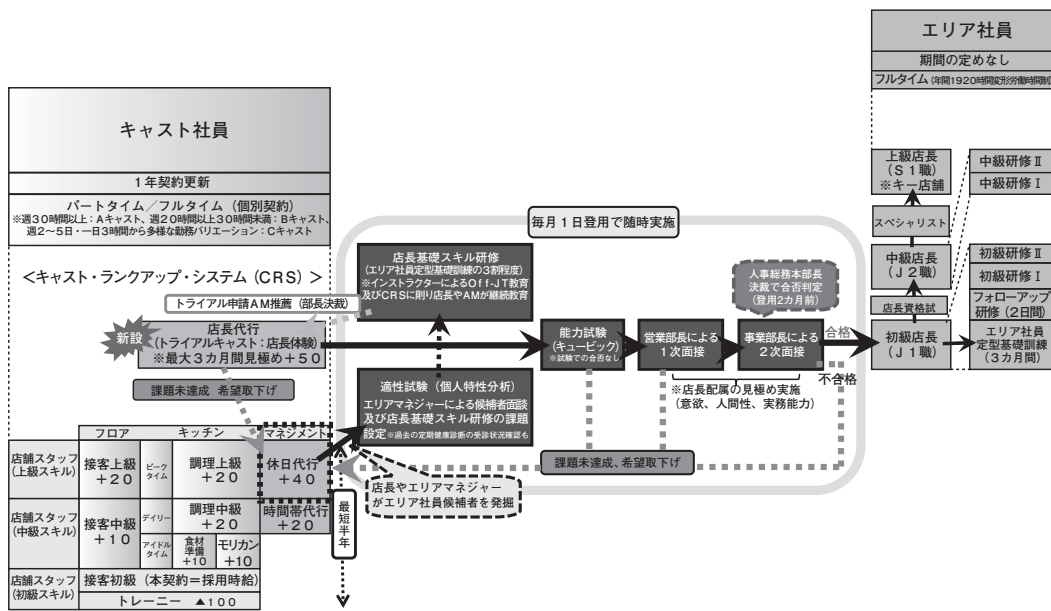 エリア社員
期間の定めなし
フルタイム(年間1920時間変形労働時間制
キャスト社員
1年契約更新
パートタイム／フルタイム(個別契約)
※週30時間以上：Aキャスト、週20時間以上30時間未満：Bキャスト、
週2～5日・一日3時間から多様な勤務バリエーション：Cキャスト
＜キャスト・ランクアップ・システム(CRS)＞
毎月1日登用で随時実施
トライアル申請AM推薦(部長決裁)
新設
店長代行
(トライアルキャスト：店長体験)
※最大3カ月間見極め+50
課題未達成 希望取下げ
店長基礎スキル研修
(エリア社員定型基礎訓練の3割程度)
※インストラクターによるOff-JT教育
及びCRSに則り店長やAMが継続教育
適性試験(個人特性分析)
エリアマネジャーによる候補者面談
及び店長基礎スキル研修の課題
設定※過去の定期健康診断の受診状況確認も
能力試験
(キュービック)
※試験での合否なし
営業部長による
1次面接
事業部長による
2次面接
人事総務本部長
決裁で合否判定
(登用2カ月前)
合格
不合格
※店長配属の見極め実施
(意欲、人間性、実務能力)
課題未達成、希望取下げ
店長やエリアマネジャー
がエリア社員候補者を発掘
最短半年
上級店長
(S1職)
※キー店舗
スペシャリスト
中級店長
(J2職)
店長資格試
初級店長
(J1職)
中級研修Ⅱ
中級研修Ⅰ
初級研修Ⅱ
初級研修Ⅰ
フォローアップ
研修(2日間)
エリア社員
定型基礎訓練
(3カ月間)
フロア
キッチン
マネジメント
店舗スタッフ
(上級スキル)
接客上級
+20
ピーク
タイム
調理上級
+20
休日代行
+40
店舗スタッフ
(中級スキル)
接客中級
+10
デイリー
調理中級
+20
時間帯代行
+20
アイドル
タイム
食材
準備
+10
モリカン
+10
店舗スタッフ
(初級スキル)
接客初級(本契約＝採用時給)
トレーニー ▲100